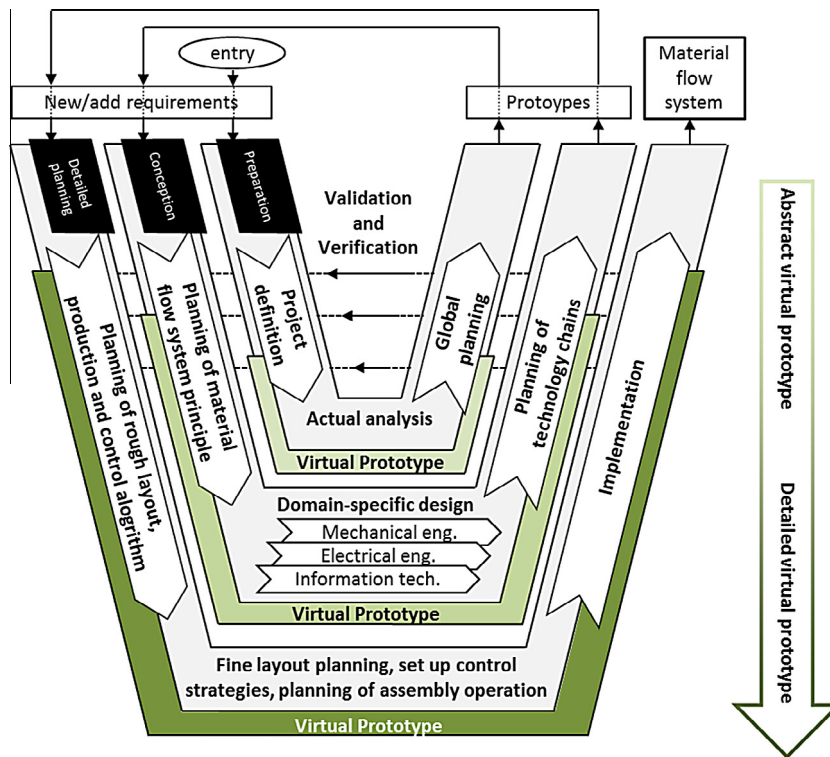 entry
Material
flow
system
New/add requirements
Protoypes
Detailed
planning
Conception
Preparation
Validation
and
Verification
Abstract virtual prototype
Planning of rough layout,
production and control alogrithm
Planning of material
flow system principle
Project
definition
Global
planning
Planning of
technology chains
Implementation
Actual analysis
Virtual Prototype
Domain-specific design
Mechanical eng.
Electrical eng.
Information tech.
Virtual Prototype
Detailed virtual prototype
Fine layout planning, set up control
strategies, planning of assembly operation
Virtual Prototype